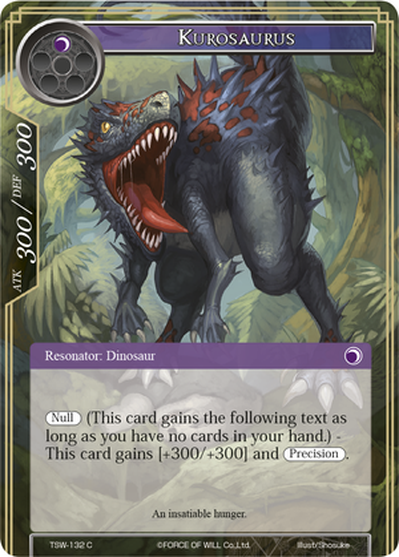 KUROSAURUS
ATK 300 / DEF 300
Resonator: Dinosaur
Null (This card gains the following text as
long as you have no cards in your hand.) -
This card gains [+300/+300] and Precision.
An insatiable hunger.
TSW-132 C ©FORCE OF WILL Co.,Ltd. Illust/Shosuke